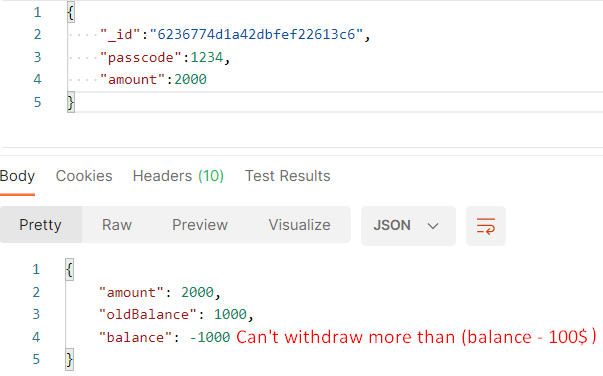 1 {
2 "_id":"6236774d1a42dbfef22613c6",
3 "passcode":1234,
4 "amount":2000
5 }
Body Cookies Headers (10) Test Results
Pretty Raw Preview Visualize JSON
1 {
2 "amount": 2000,
3 "oldBalance": 1000,
4 "balance": -1000 Can't withdraw more than (balance - 100$)
5 }